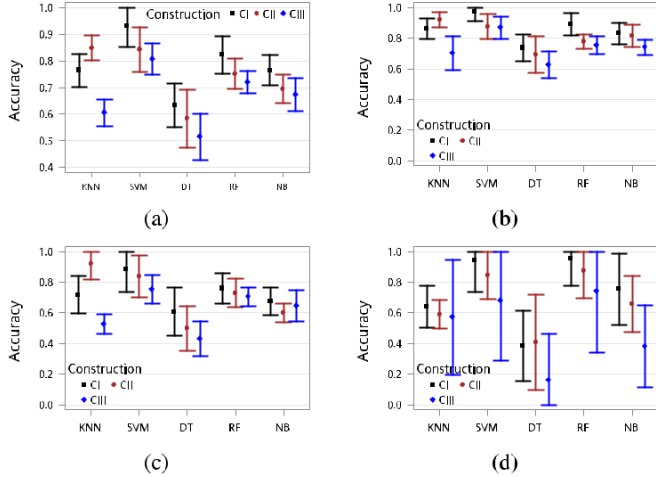 Construction CI CII CIII
Accuracy
1.0
0.9
0.8
0.7
0.6
0.5
0.4
KNN SVM DT RF NB
(a)
Accuracy
1.0
0.8
0.6
0.4
0.2
0.0
Construction
CI CII
CIII
KNN SVM DT RF NB
(b)
Accuracy
1.0
0.8
0.6
0.4
0.2
0.0
Construction
CI CII
CIII
KNN SVM DT RF NB
(c)
Accuracy
1.0
0.8
0.6
0.4
0.2
0.0
Construction
CI CII
CIII
KNN SVM DT RF NB
(d)